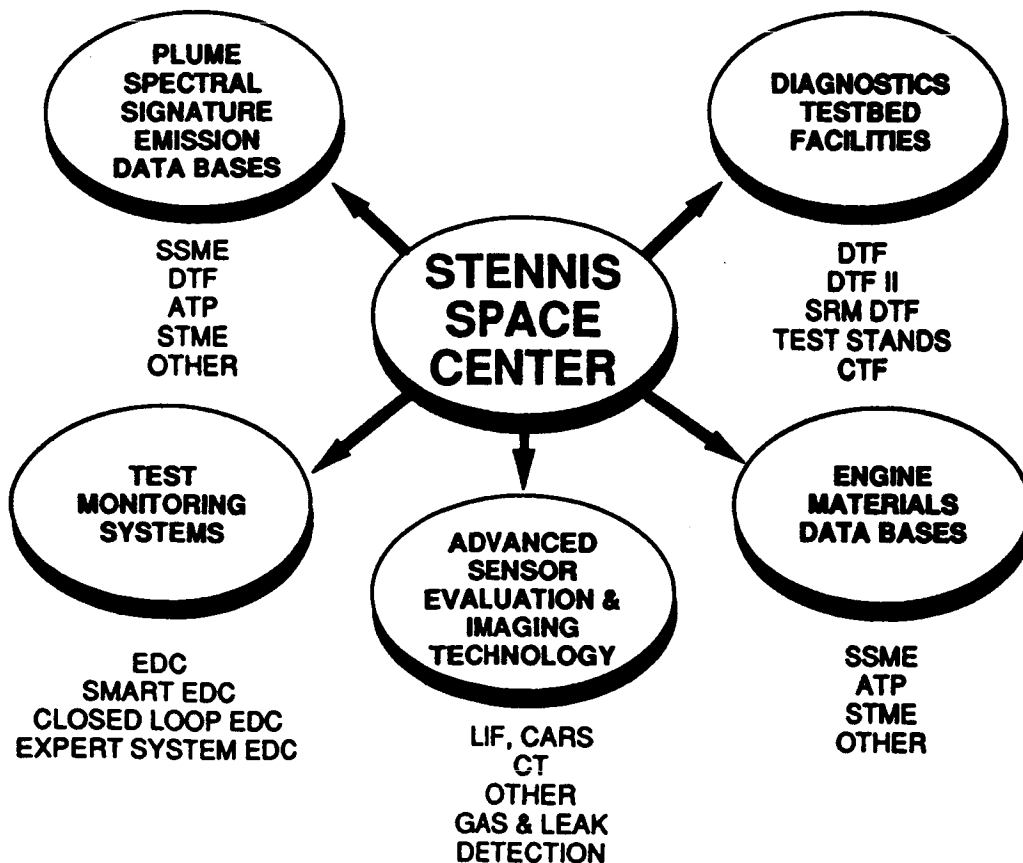 PLUME
SPECTRAL
SIGNATURE
EMISSION
DATA BASES
SSME
DTF
ATP
STME
OTHER
DIAGNOSTICS
TESTBED
FACILITIES
DTF
DTF II
SRM DTF
TEST STANDS
CTF
STENNIS
SPACE
CENTER
TEST
MONITORING
SYSTEMS
EDC
SMART EDC
CLOSED LOOP EDC
EXPERT SYSTEM EDC
ADVANCED
SENSOR
EVALUATION &
IMAGING
TECHNOLOGY
LIF, CARS
CT
OTHER
GAS & LEAK
DETECTION
ENGINE
MATERIALS
DATA BASES
SSME
ATP
STME
OTHER